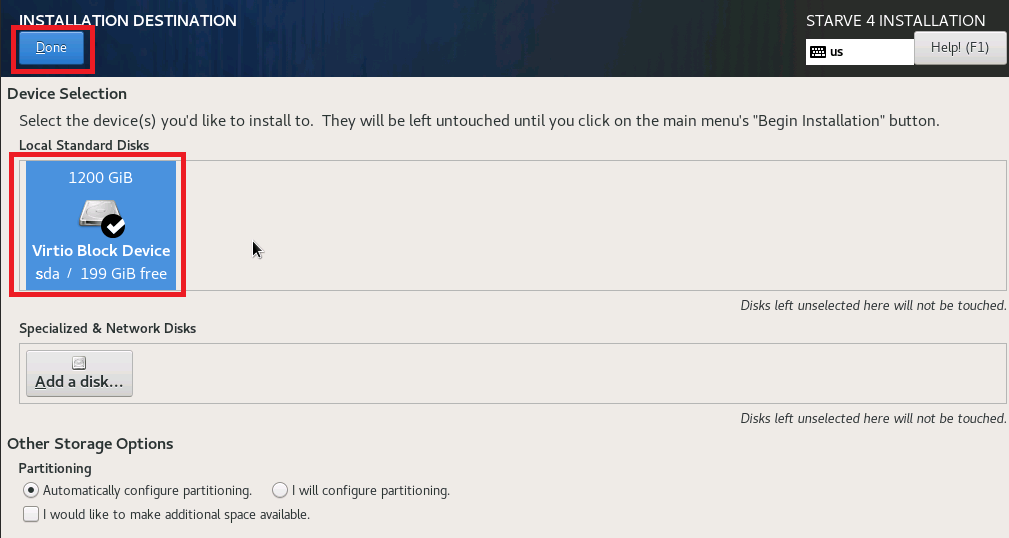 INSTALLATION DESTINATION
STARVE 4 INSTALLATION
Done
us
Help! (F1)
Device Selection
Select the device(s) you'd like to install to. They will be left untouched until you click on the main menu's "Begin Installation" button.
Local Standard Disks
1200 GiB
Virtio Block Device
sda / 199 GiB free
Disks left unselected here will not be touched.
Specialized & Network Disks
Add a disk...
Disks left unselected here will not be touched.
Other Storage Options
Partitioning
Automatically configure partitioning. I will configure partitioning.
I would like to make additional space available.